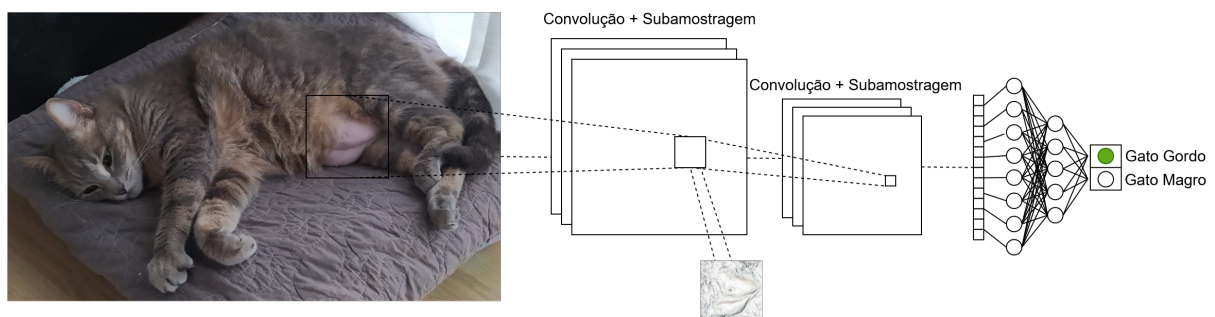 Convolução + Subamostragem
Convolução + Subamostragem
Gato Gordo
Gato Magro